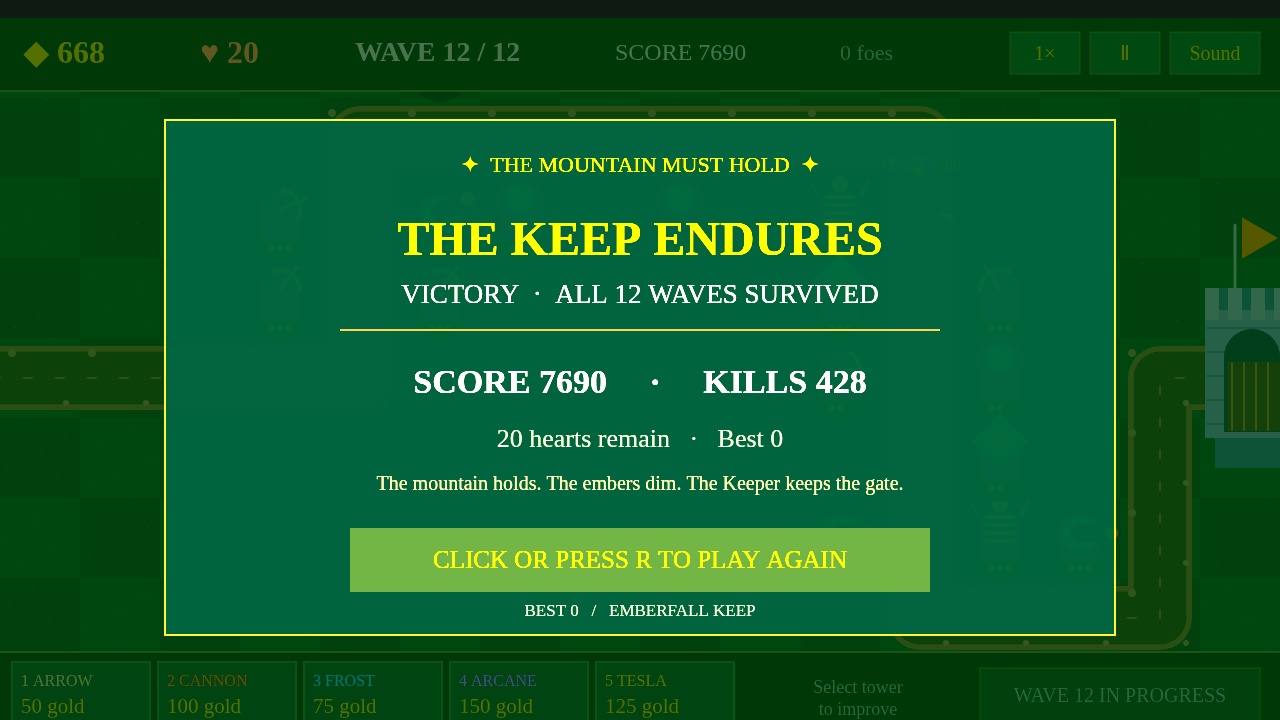 ◆ 668 ♥ 20 WAVE 12 / 12 SCORE 7690 0 foes 1× Ⅱ Sound
✦ THE MOUNTAIN MUST HOLD ✦
THE KEEP ENDURES
VICTORY · ALL 12 WAVES SURVIVED
SCORE 7690 · KILLS 428
20 hearts remain · Best 0
The mountain holds. The embers dim. The Keeper keeps the gate.
CLICK OR PRESS R TO PLAY AGAIN
BEST 0 / EMBERFALL KEEP
1 ARROW
50 gold
2 CANNON
100 gold
3 FROST
75 gold
4 ARCANE
150 gold
5 TESLA
125 gold
Select tower
to improve
WAVE 12 IN PROGRESS